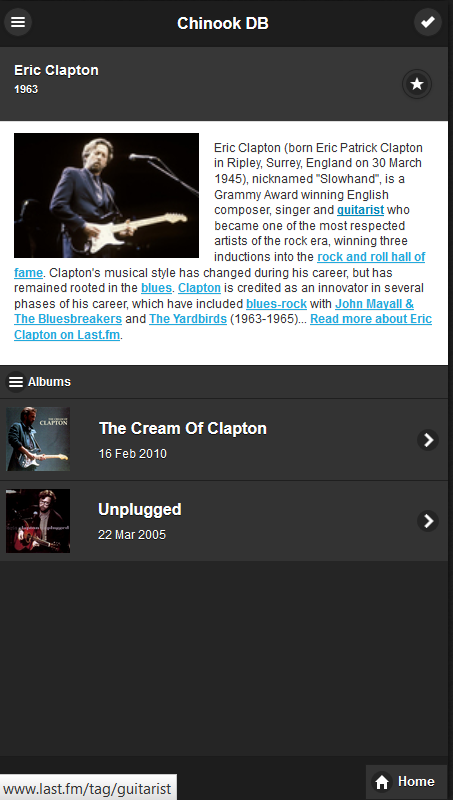 Chinook DB
Eric Clapton
1963
Eric Clapton (born Eric Patrick Clapton
in Ripley, Surrey, England on 30 March
1945), nicknamed "Slowhand", is a
Grammy Award winning English
composer, singer and guitarist who
became one of the most respected
artists of the rock era, winning three
inductions into the rock and roll hall of
fame. Clapton's musical style has changed during his career, but has
remained rooted in the blues. Clapton is credited as an innovator in several
phases of his career, which have included blues-rock with John Mayall &
The Bluesbreakers and The Yardbirds (1963-1965)... Read more about Eric
Clapton on Last.fm.
Albums
CLAPTON
The Cream Of Clapton
16 Feb 2010
Unplugged
22 Mar 2005
Home
www.last.fm/tag/guitarist